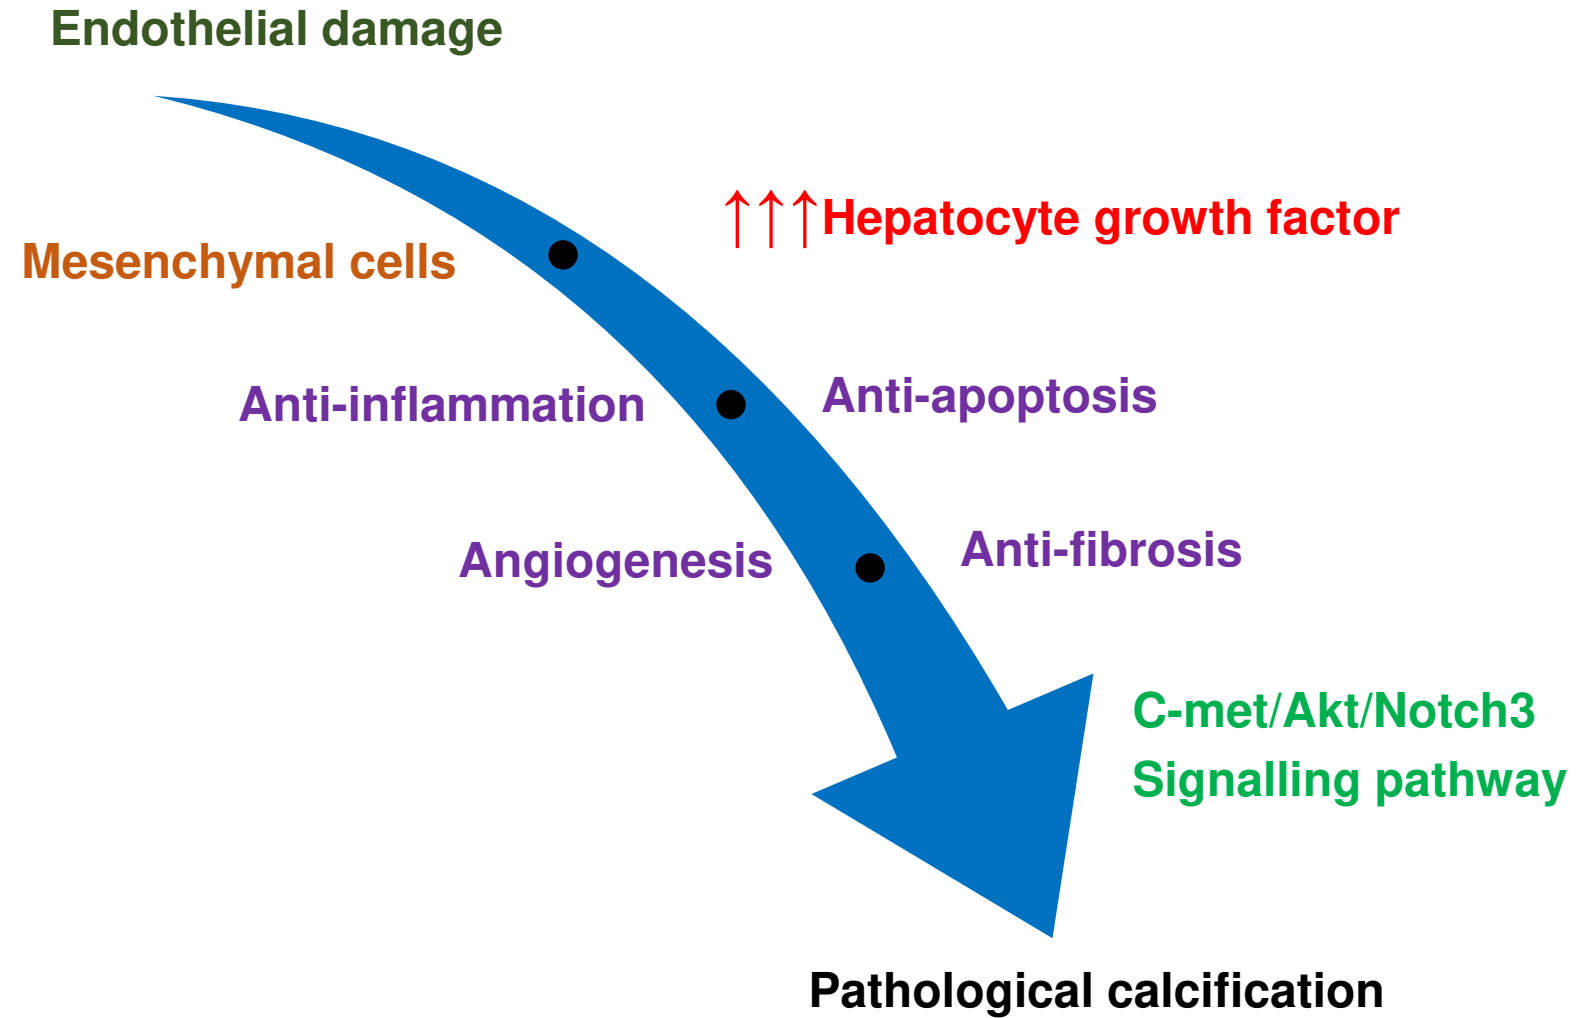 Endothelial damage
↑↑↑Hepatocyte growth factor
Mesenchymal cells
Anti-inflammation
Anti-apoptosis
Angiogenesis
Anti-fibrosis
C-met/Akt/Notch3
Signalling pathway
Pathological calcification